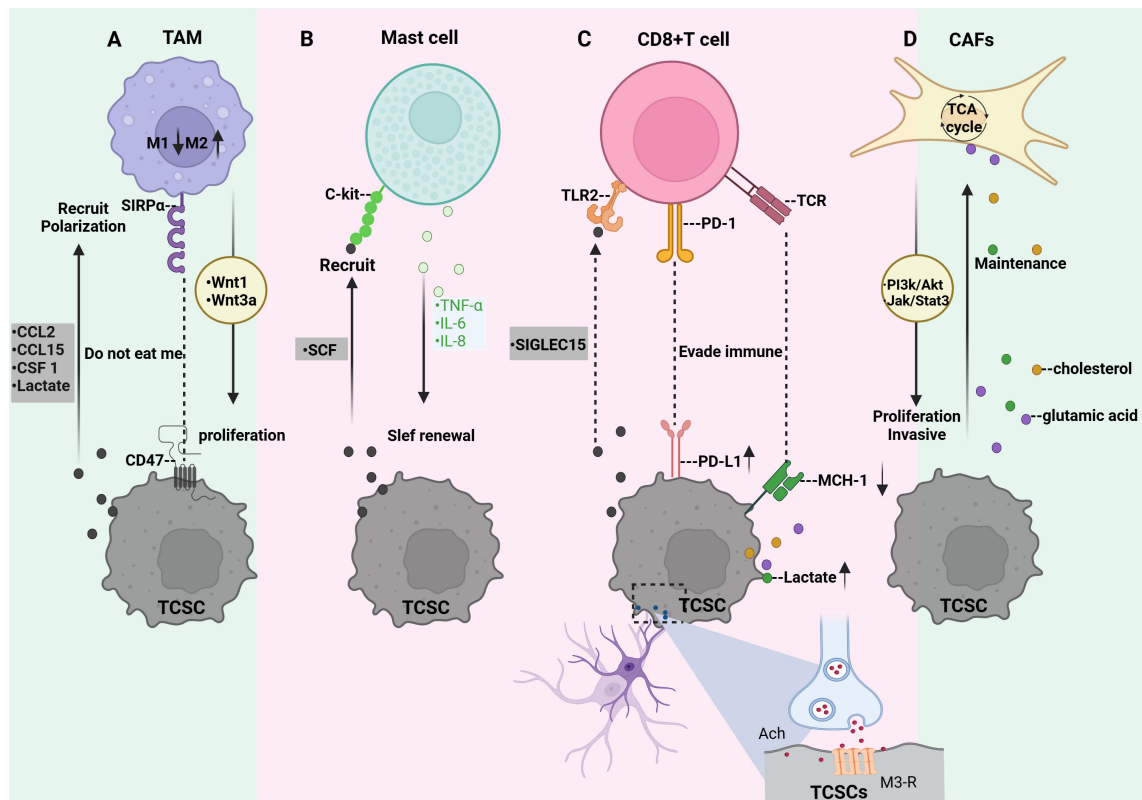 A
TAM
M1
M2
SIRPα
Recruit
Polarization
•Wnt1
•Wnt3a
•CCL2
•CCL15
•CSF 1
•Lactate
Do not eat me
proliferation
CD47
TCSC
B
Mast cell
C-kit
Recruit
•TNF-α
•IL-6
•IL-8
•SCF
Slef renewal
TCSC
C
CD8+T cell
TLR2
PD-1
TCR
•SIGLEC15
Evade immune
PD-L1
MCH-1
Lactate
TCSC
Ach
M3-R
TCSCs
D
CAFs
TCA
cycle
Maintenance
•PI3k/Akt
•Jak/Stat3
cholesterol
glutamic acid
Proliferation
Invasive
TCSC